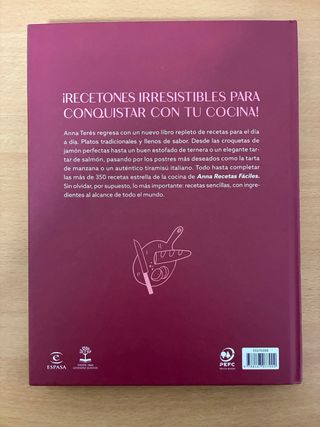 ¡RECETONES IRRESISTIBLES PARA
CONQUISTAR CON TU COCINA!
Anna Terés regresa con un nuevo libro repleto de recetas para el día
a día. Platos tradicionales y llenos de sabor. Desde las croquetas de
jamón perfectas hasta un buen estofado de ternera o un elegante tar-
tar de salmón, pasando por los postres más deseados como la tarta
de manzana o un auténtico tiramisú italiano. Tiramisu hasta completar
las más de 350 recetas estrella de la cocina de Anna Recetas Fáciles.
Sin olvidar, por supuesto, lo más importante: recetas sencillas, con ingre-
dientes al alcance de todo el mundo.
ESPASA
PEFC